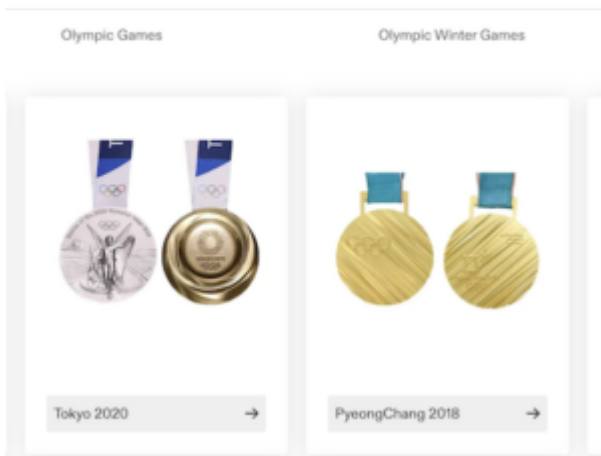 Olympic Games
Olympic Winter Games
Tokyo 2020 →
PyeongChang 2018 →